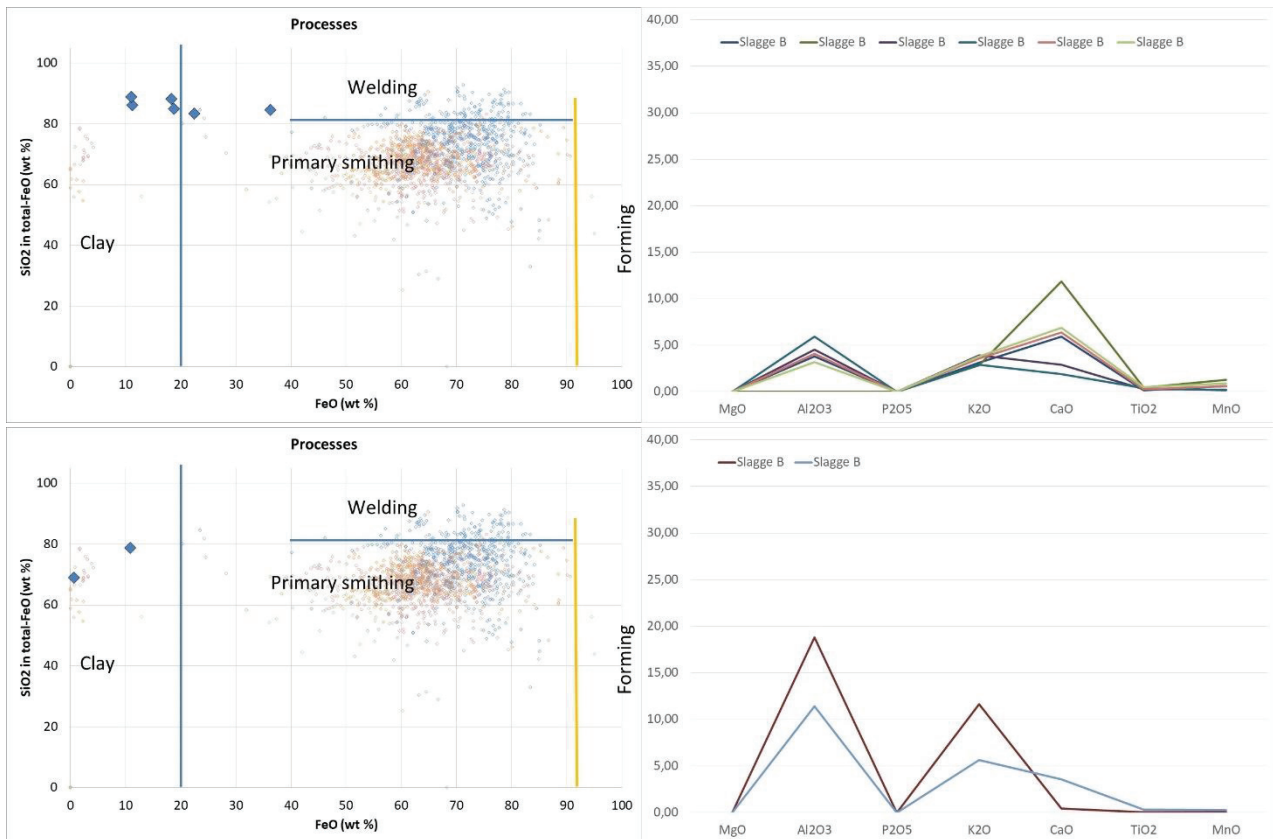 Processes
SiO2 in total-FeO (wt %)
100
80
60
40
20
0
Welding
Primary smithing
Clay
Forming
0 10 20 30 40 50 60 70 80 90 100
FeO (wt %)
40,00
35,00
30,00
25,00
20,00
15,00
10,00
5,00
0,00
Slagge B Slagge B Slagge B Slagge B Slagge B Slagge B
MgO Al2O3 P2O5 K2O CaO TiO2 MnO
Processes
SiO2 in total-FeO (wt %)
100
80
60
40
20
0
Welding
Primary smithing
Clay
Forming
0 10 20 30 40 50 60 70 80 90 100
FeO (wt %)
40,00
35,00
30,00
25,00
20,00
15,00
10,00
5,00
0,00
Slagge B Slagge B
MgO Al2O3 P2O5 K2O CaO TiO2 MnO